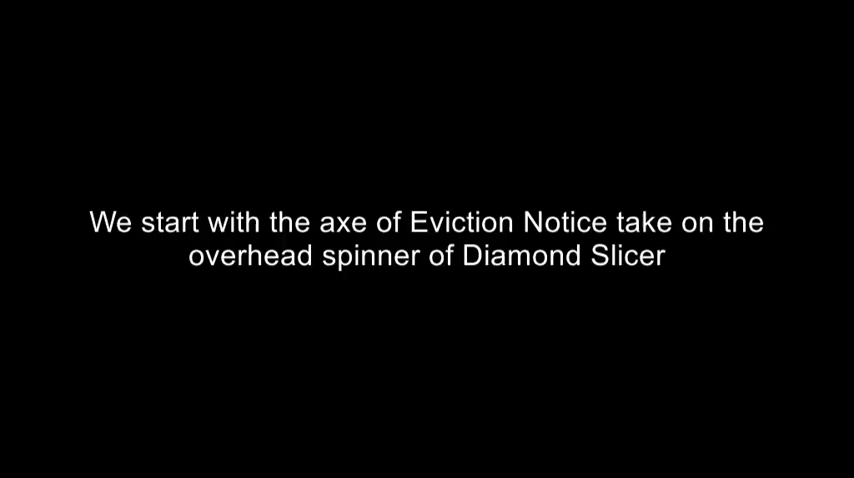 We start with the axe of Eviction Notice take on the
overhead spinner of Diamond Slicer